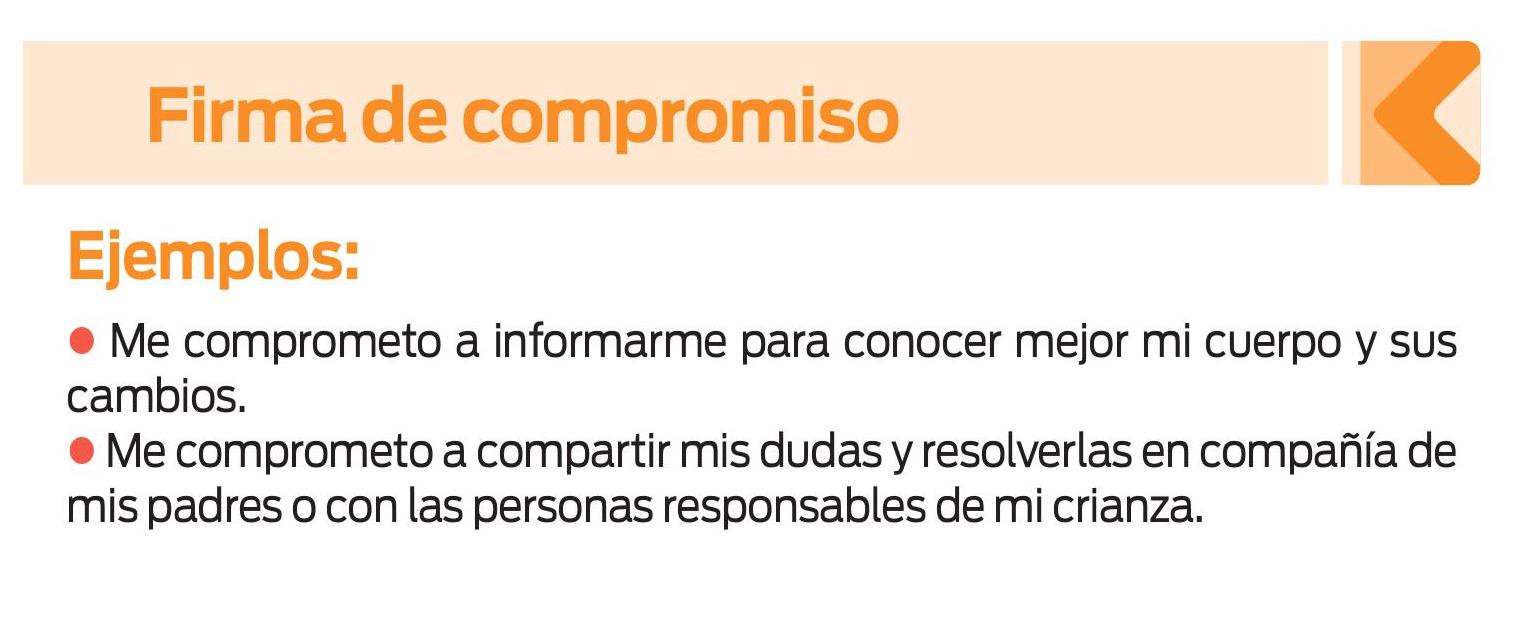 Firma de compromiso
Ejemplos:
● Me comprometo a informarme para conocer mejor mi cuerpo y sus
cambios.
● Me comprometo a compartir mis dudas y resolverlas en compañía de
mis padres o con las personas responsables de mi crianza.